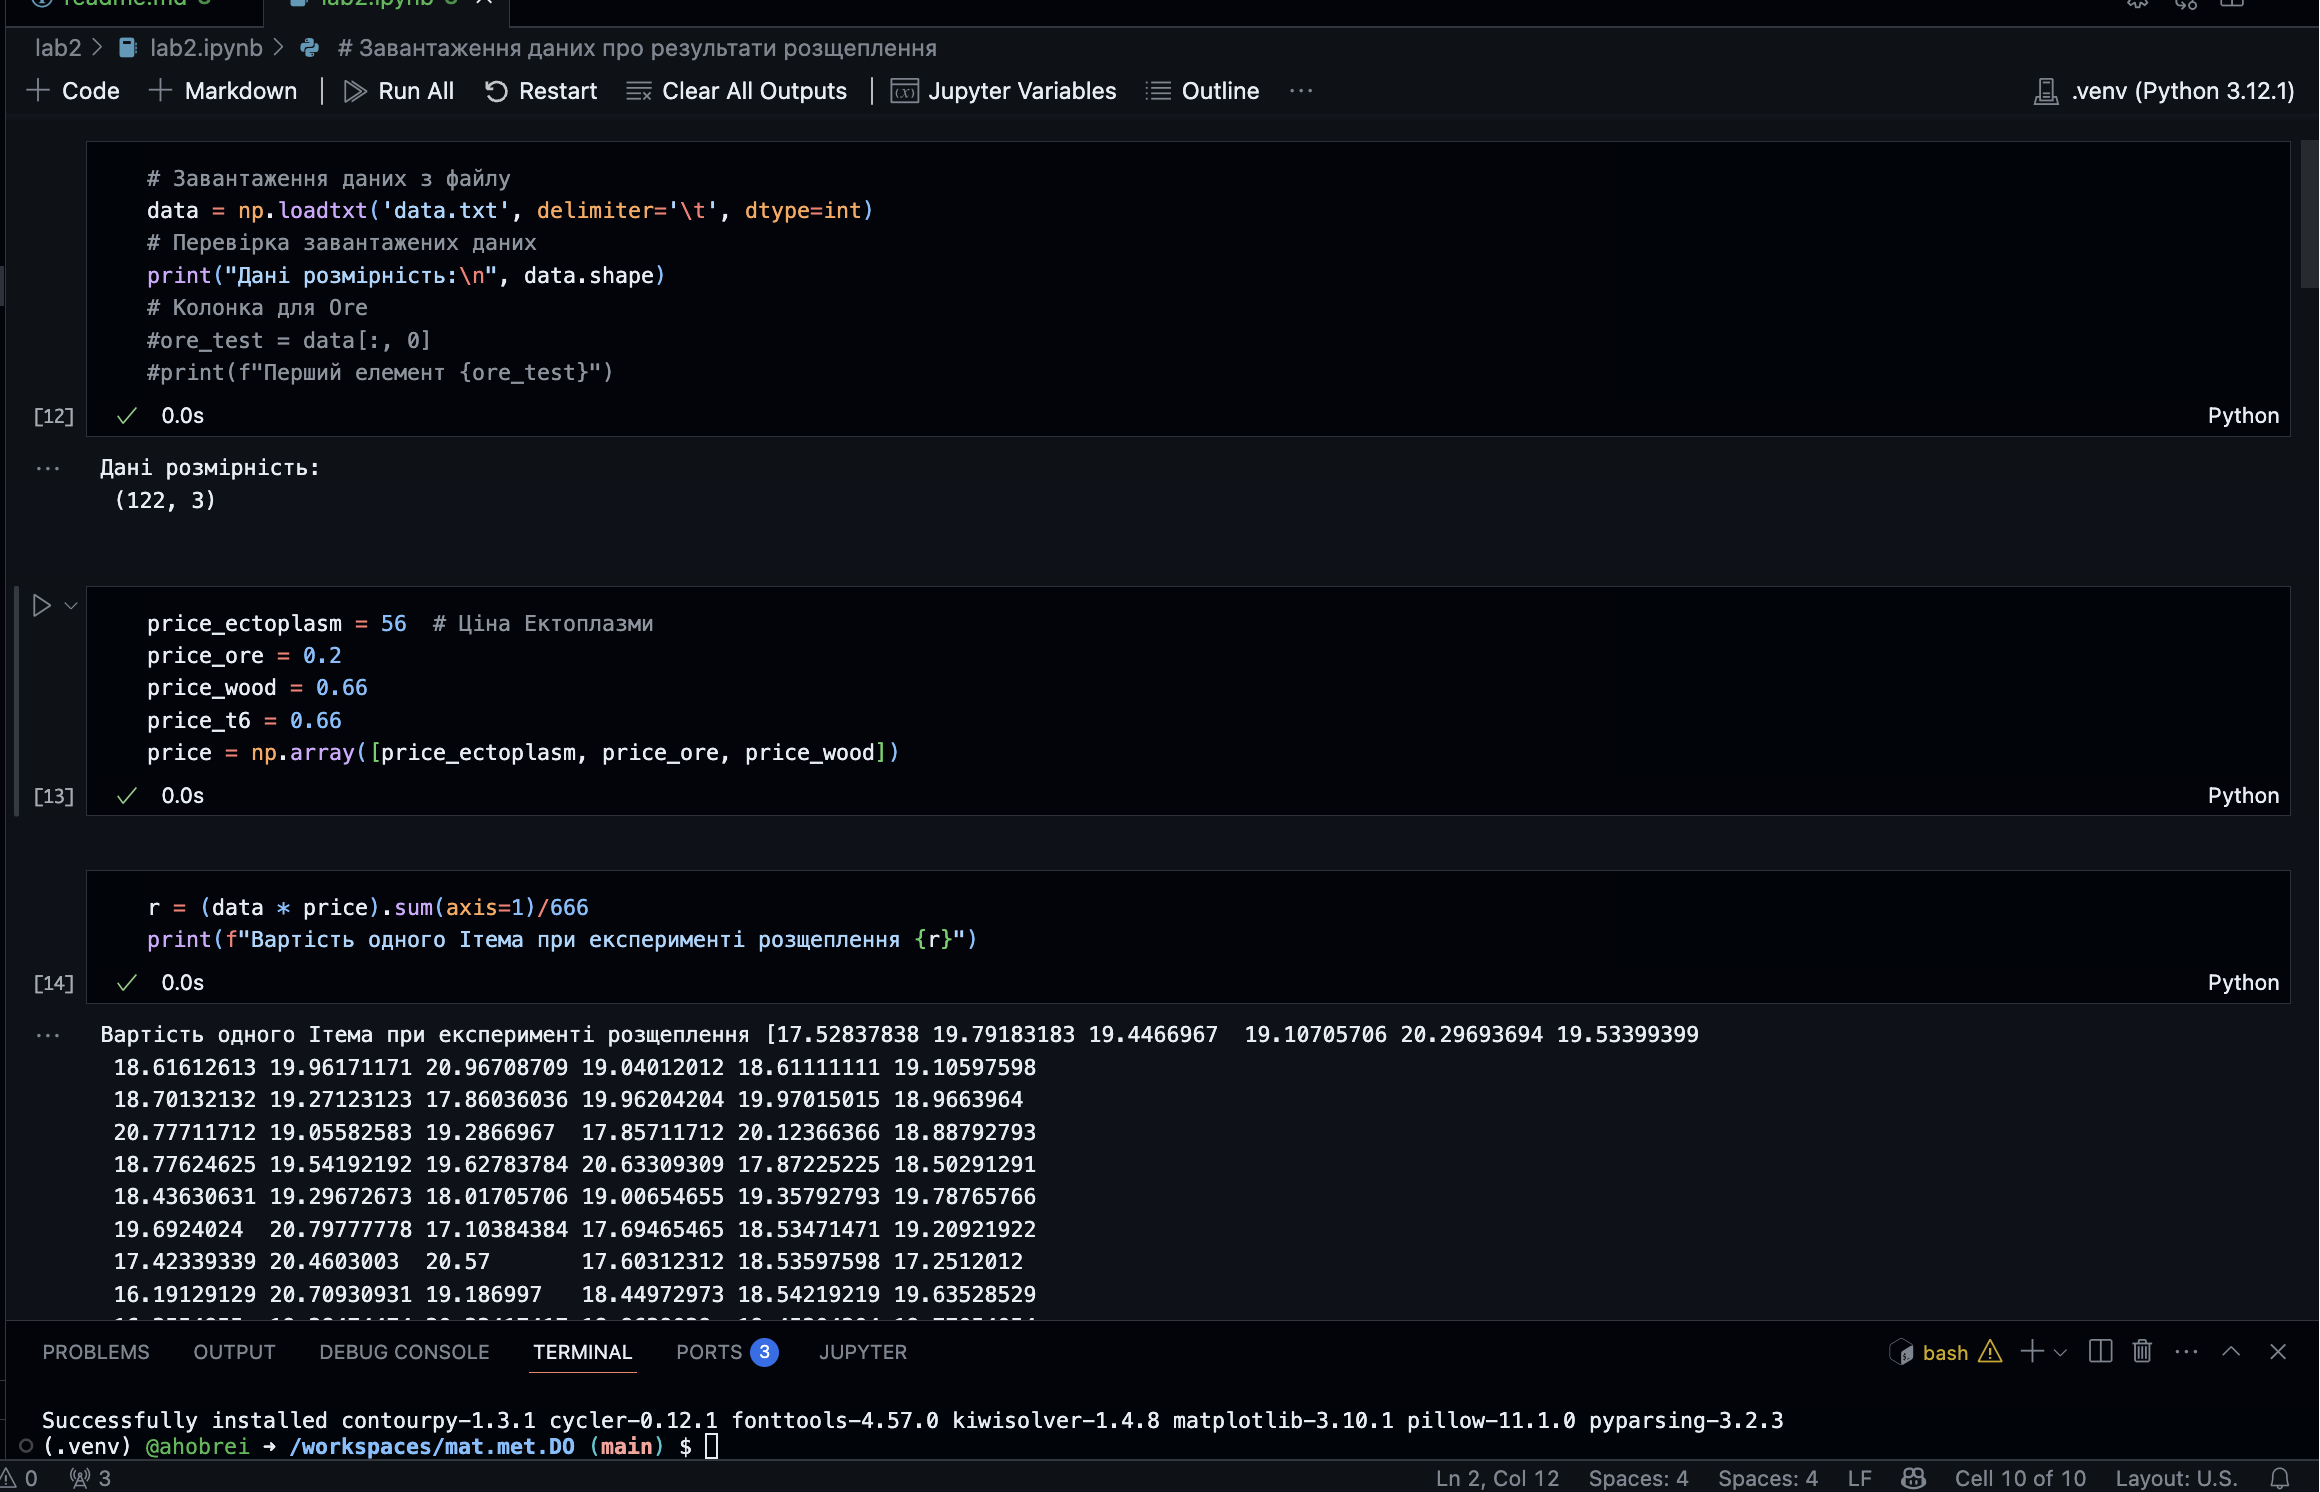 readme.md
lab2.ipynb
lab2 > lab2.ipynb > # Завантаження даних про результати розщеплення
+ Code + Markdown | Run All Restart Clear All Outputs | Jupyter Variables Outline ··· .venv (Python 3.12.1)
# Завантаження даних з файлу
data = np.loadtxt('data.txt', delimiter='\t', dtype=int)
# Перевірка завантажених даних
print("Дані розмірність:\n", data.shape)
# Колонка для Ore
#ore_test = data[:, 0]
#print(f"Перший елемент {ore_test}")
[12] ✓ 0.0s Python
··· Дані розмірність:
(122, 3)
price_ectoplasm = 56 # Ціна Ектоплазми
price_ore = 0.2
price_wood = 0.66
price_t6 = 0.66
price = np.array([price_ectoplasm, price_ore, price_wood])
[13] ✓ 0.0s Python
r = (data * price).sum(axis=1)/666
print(f"Вартість одного Ітема при експерименті розщеплення {r}")
[14] ✓ 0.0s Python
··· Вартість одного Ітема при експерименті розщеплення [17.52837838 19.79183183 19.4466967 19.10705706 20.29693694 19.53399399
18.61612613 19.96171171 20.96708709 19.04012012 18.61111111 19.10597598
18.70132132 19.27123123 17.86036036 19.96204204 19.97015015 18.9663964
20.77711712 19.05582583 19.2866967 17.85711712 20.12366366 18.88792793
18.77624625 19.54192192 19.62783784 20.63309309 17.87225225 18.50291291
18.43630631 19.29672673 18.01705706 19.00654655 19.35792793 19.78765766
19.6924024 20.79777778 17.10384384 17.69465465 18.53471471 19.20921922
17.42339339 20.4603003 20.57 17.60312312 18.53597598 17.2512012
16.19129129 20.70930931 19.186997 18.44972973 18.54219219 19.63528529
PROBLEMS OUTPUT DEBUG CONSOLE TERMINAL PORTS 3 JUPYTER bash
Successfully installed contourpy-1.3.1 cycler-0.12.1 fonttools-4.57.0 kiwisolver-1.4.8 matplotlib-3.10.1 pillow-11.1.0 pyparsing-3.2.3
(.venv) @ahobrei ➜ /workspaces/mat.met.DO (main) $
0 3 Ln 2, Col 12 Spaces: 4 Spaces: 4 LF Cell 10 of 10 Layout: U.S.